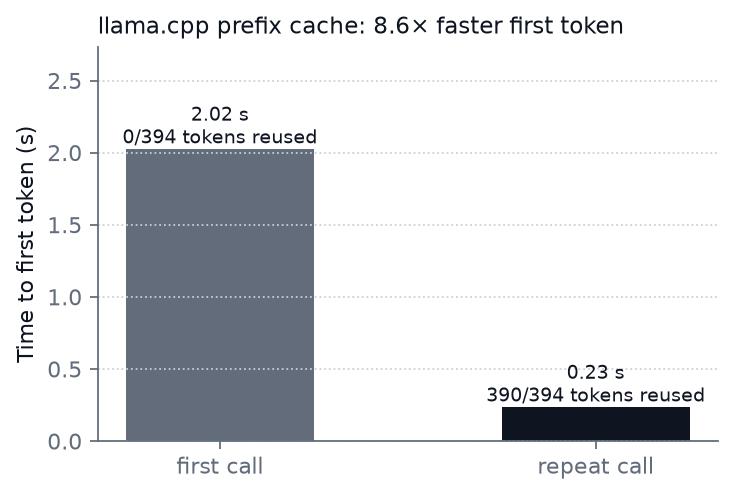 llama.cpp prefix cache: 8.6× faster first token
Time to first token (s)
2.5
2.0
1.5
1.0
0.5
0.0
2.02 s
0/394 tokens reused
0.23 s
390/394 tokens reused
first call
repeat call